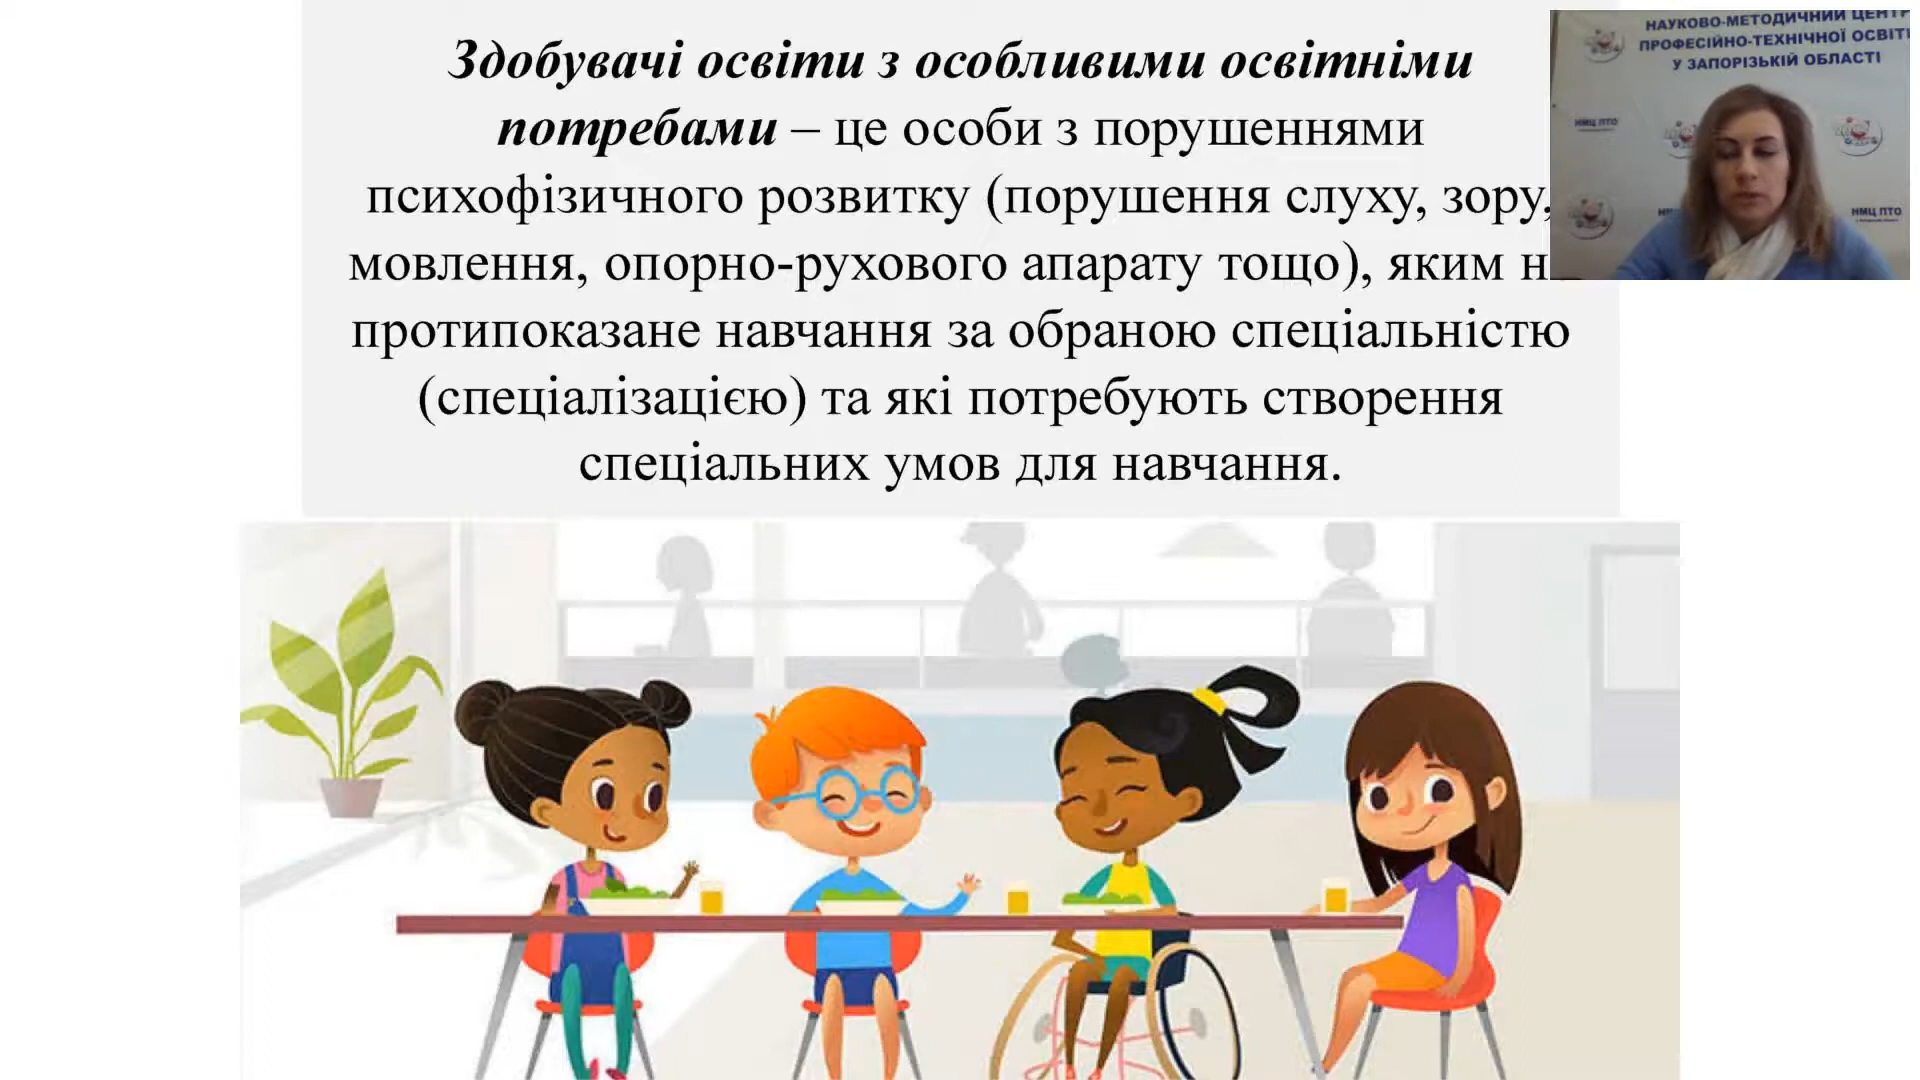 Здобувачі освіти з особливими освітніми
потребами – це особи з порушеннями
психофізичного розвитку (порушення слуху, зору,
мовлення, опорно-рухового апарату тощо), яким
протипоказане навчання за обраною спеціальністю
(спеціалізацією) та які потребують створення
спеціальних умов для навчання.
НАУКОВО-МЕТОДИЧНИЙ ЦЕНТР
ПРОФЕСІЙНО-ТЕХНІЧНОЇ ОСВІТИ
У ЗАПОРІЗЬКІЙ ОБЛАСТІ
НМЦ ПТО
НМЦ ПТО